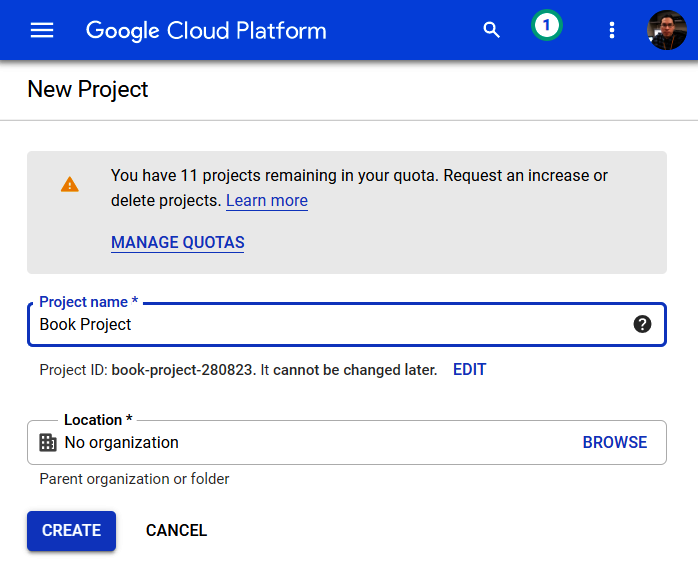 Google Cloud Platform
1
New Project
You have 11 projects remaining in your quota. Request an increase or
delete projects. Learn more
MANAGE QUOTAS
Project name *
Book Project
?
Project ID: book-project-280823. It cannot be changed later. EDIT
Location *
No organization BROWSE
Parent organization or folder
CREATE CANCEL